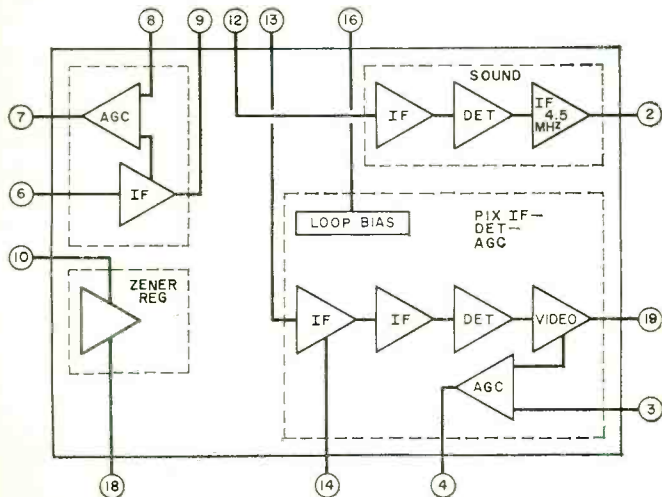 8 9 12 13 16
SOUND
7 AGC IF DET IF 4.5 MHz 2
6 IF
LOOP BIAS
PIX IF—
DET—
AGC
10
ZENER
REG
IF IF DET VIDEO 19
AGC
3
18 14 4